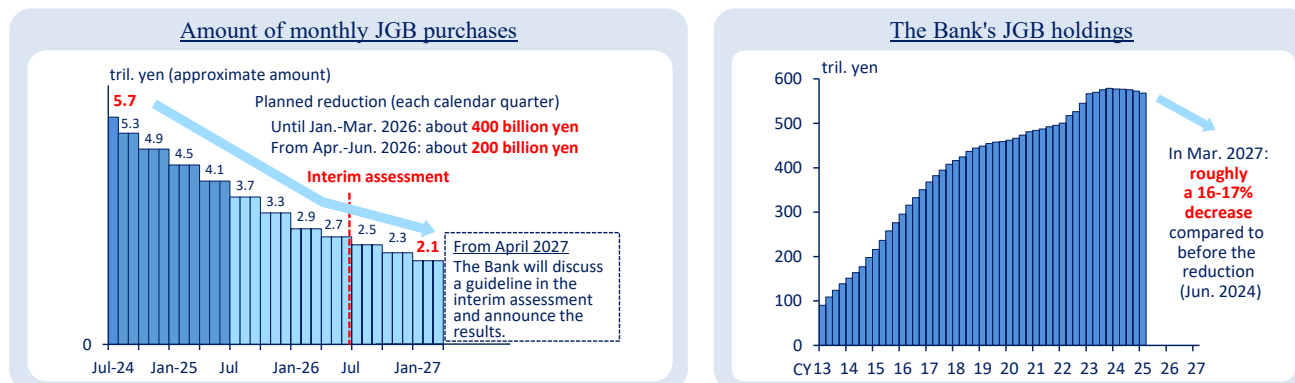 Amount of monthly JGB purchases
tril. yen (approximate amount)
5.7
5.3
4.9
4.5
4.1
3.7
3.3
2.9
2.7
2.5
2.3
2.1
Planned reduction (each calendar quarter)
Until Jan.-Mar. 2026: about 400 billion yen
From Apr.-Jun. 2026: about 200 billion yen
Interim assessment
From April 2027
The Bank will discuss
a guideline in the
interim assessment
and announce the
results.
0
Jul-24 Jan-25 Jul Jan-26 Jul Jan-27
The Bank's JGB holdings
tril. yen
600
500
400
300
200
100
0
CY13 14 15 16 17 18 19 20 21 22 23 24 25 26 27
In Mar. 2027:
roughly
a 16-17%
decrease
compared to
before the
reduction
(Jun. 2024)